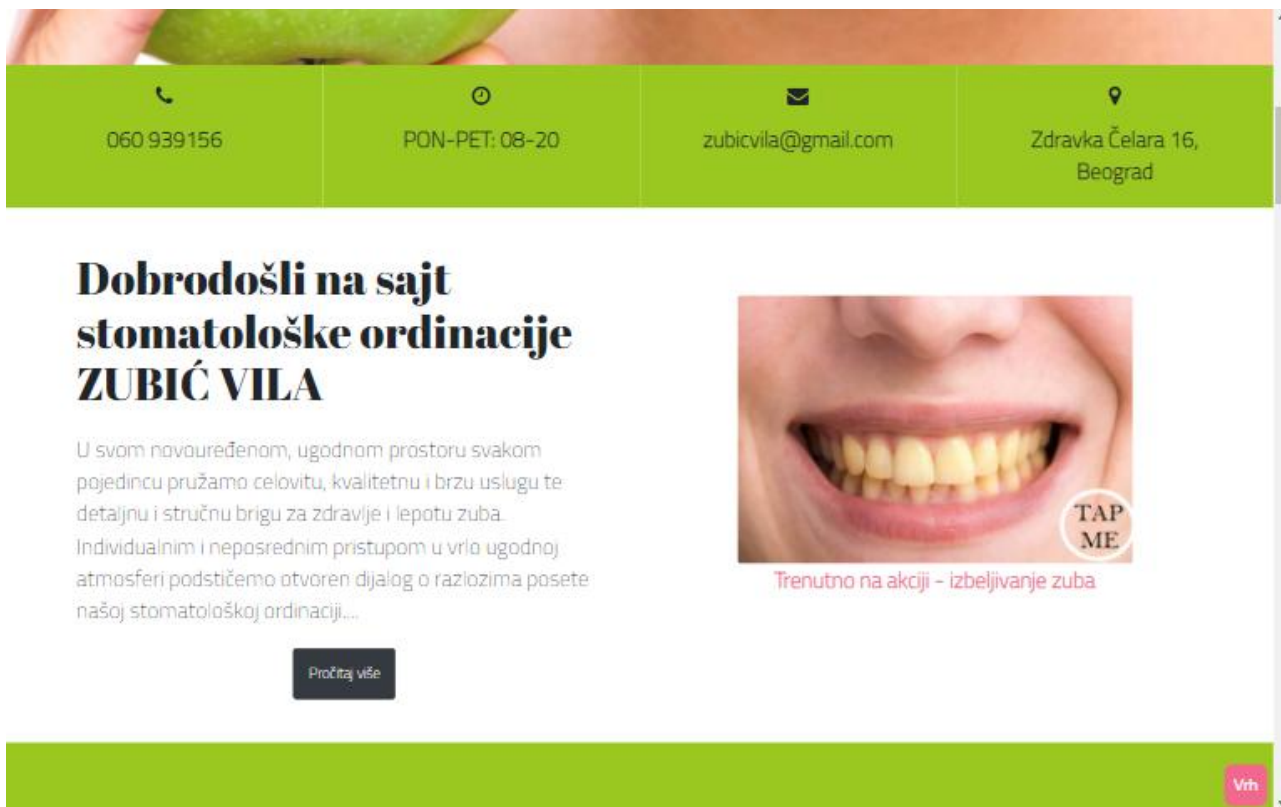 060 939156
PON-PET: 08-20
zubicvila@gmail.com
Zdravka Čelara 16,
Beograd
Dobrodošli na sajt
stomatološke ordinacije
ZUBIĆ VILA
U svom novouređenom, ugodnom prostoru svakom
pojedincu pružamo celovitu, kvalitetnu i brzu uslugu te
detaljnu i stručnu brigu za zdravlje i lepotu zuba.
Individualnim i neposrednim pristupom u vrlo ugodnoj
atmosferi podstičemo otvoren dijalog o razlozima posete
našoj stomatološkoj ordinaciji....
Pročitaj više
TAP
ME
Trenutno na akciji - izbeljivanje zuba
Vrh